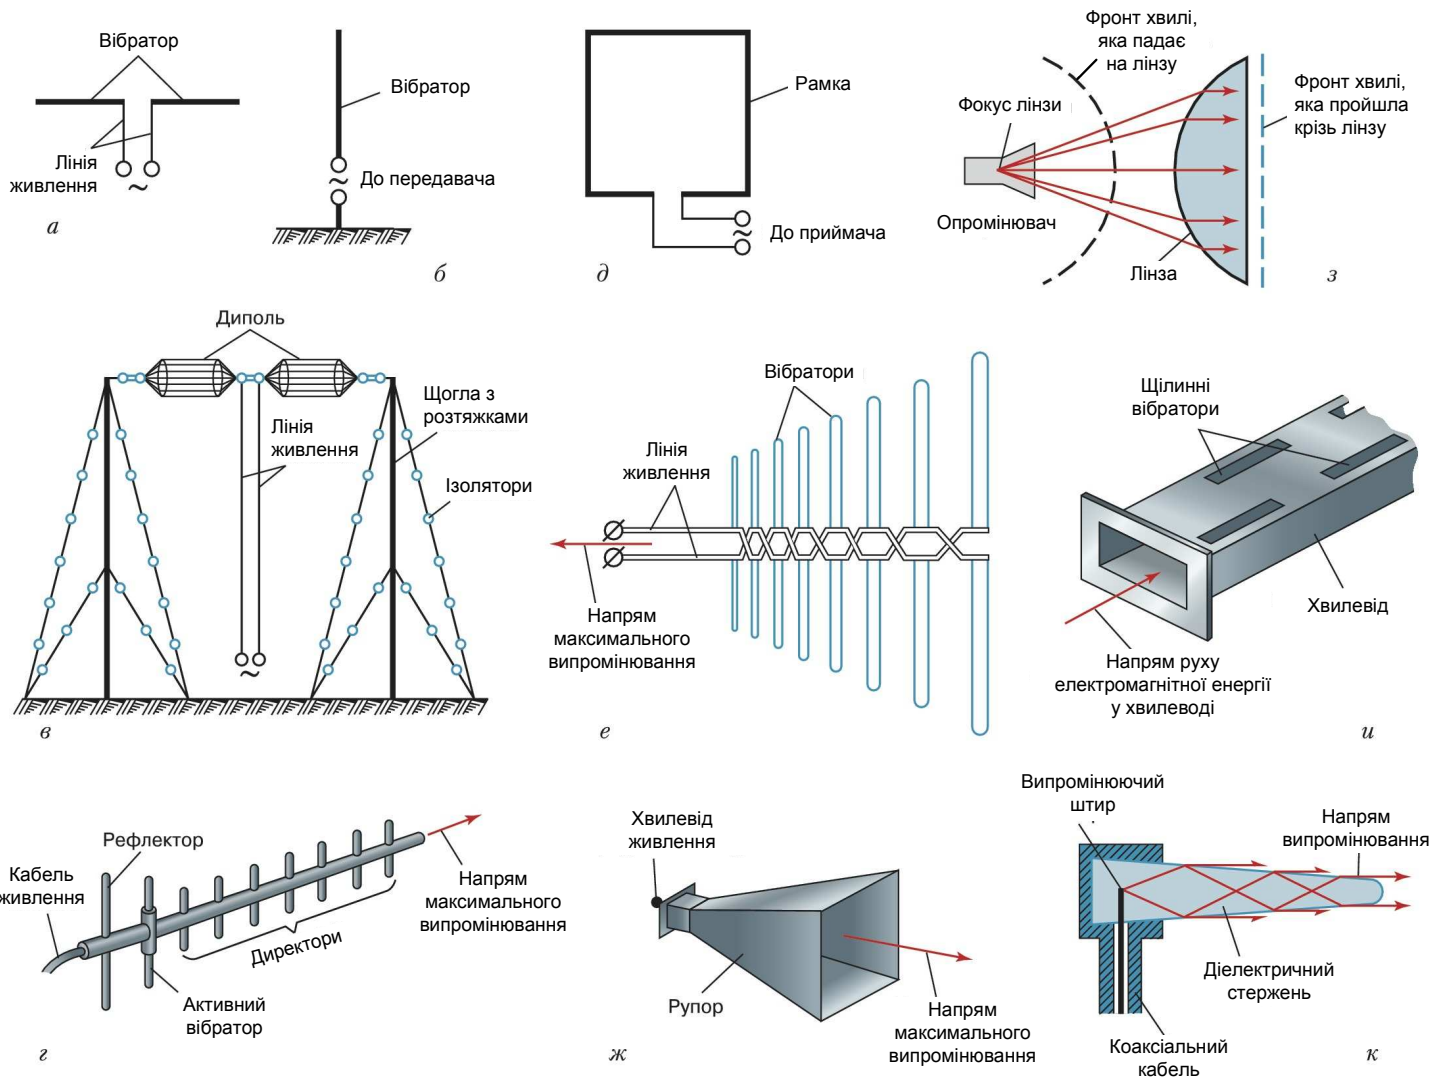 Вібратор
Лінія
живлення
~
а
Вібратор
~
До передавача
б
Рамка
~
До приймача
д
Фронт хвилі,
яка падає
на лінзу
Фокус лінзи
Опромінювач
Лінза
Фронт хвилі,
яка пройшла
крізь лінзу
з
Диполь
Щогла з
розтяжками
Лінія
живлення
Ізолятори
~
в
Вібратори
Лінія
живлення
Напрям
максимального
випромінювання
е
Щілинні
вібратори
Хвилевід
Напрям руху
електромагнітної енергії
у хвилеводі
и
Рефлектор
Кабель
живлення
Директори
Активний
вібратор
Напрям
максимального
випромінювання
г
Хвилевід
живлення
Рупор
Напрям
максимального
випромінювання
ж
Випромінюючий
штир
Напрям
випромінювання
Діелектричний
стержень
Коаксіальний
кабель
к